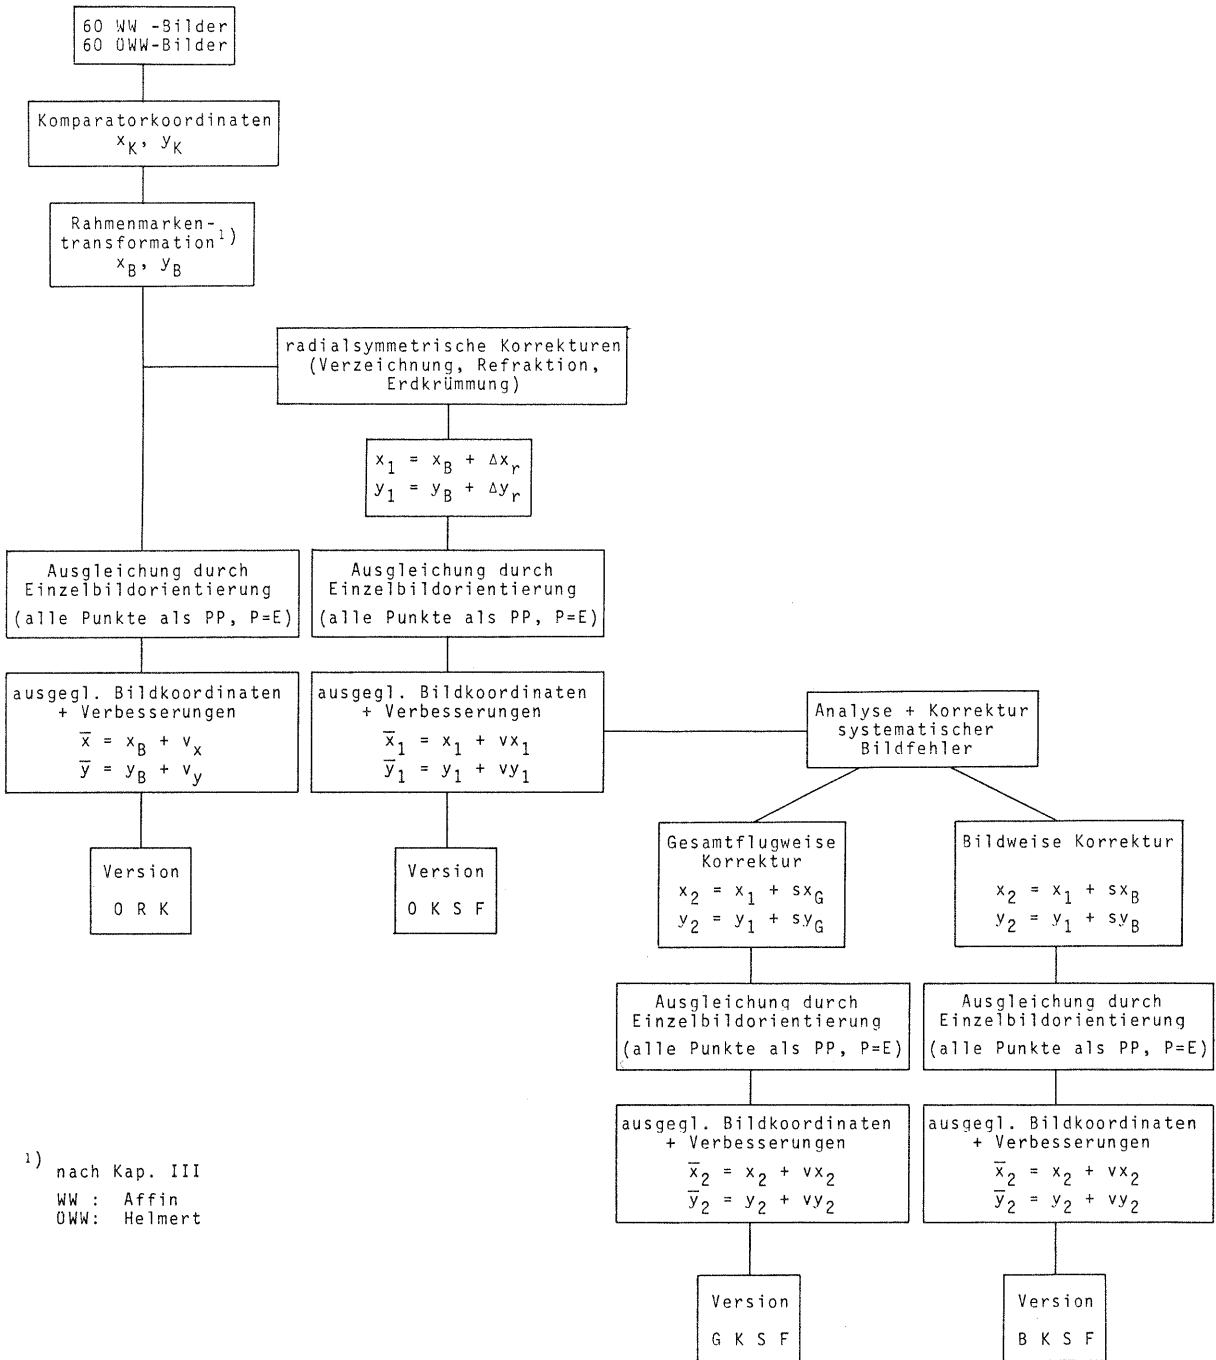 60 WW -Bilder
60 ÜWW-Bilder
Komparatorkoordinaten
x_K, y_K
Rahmenmarken-
transformation¹)
x_B, y_B
radialsymmetrische Korrekturen
(Verzeichnung, Refraktion,
Erdkrümmung)
x_1 = x_B + Δx_r
y_1 = y_B + Δy_r
Ausgleichung durch
Einzelbildorientierung
(alle Punkte als PP, P=E)
Ausgleichung durch
Einzelbildorientierung
(alle Punkte als PP, P=E)
ausgegl. Bildkoordinaten
+ Verbesserungen
x̅ = x_B + v_x
y̅ = y_B + v_y
ausgegl. Bildkoordinaten
+ Verbesserungen
x̅_1 = x_1 + vx_1
y̅_1 = y_1 + vy_1
Analyse + Korrektur
systematischer
Bildfehler
Version
O R K
Version
O K S F
Gesamtflugweise
Korrektur
x_2 = x_1 + sx_G
y_2 = y_1 + sy_G
Bildweise Korrektur
x_2 = x_1 + sx_B
y_2 = y_1 + sy_B
Ausgleichung durch
Einzelbildorientierung
(alle Punkte als PP, P=E)
Ausgleichung durch
Einzelbildorientierung
(alle Punkte als PP, P=E)
ausgegl. Bildkoordinaten
+ Verbesserungen
x̅_2 = x_2 + vx_2
y̅_2 = y_2 + vy_2
ausgegl. Bildkoordinaten
+ Verbesserungen
x̅_2 = x_2 + vx_2
y̅_2 = y_2 + vy_2
Version
G K S F
Version
B K S F
¹) nach Kap. III
WW : Affin
ÜWW: Helmert